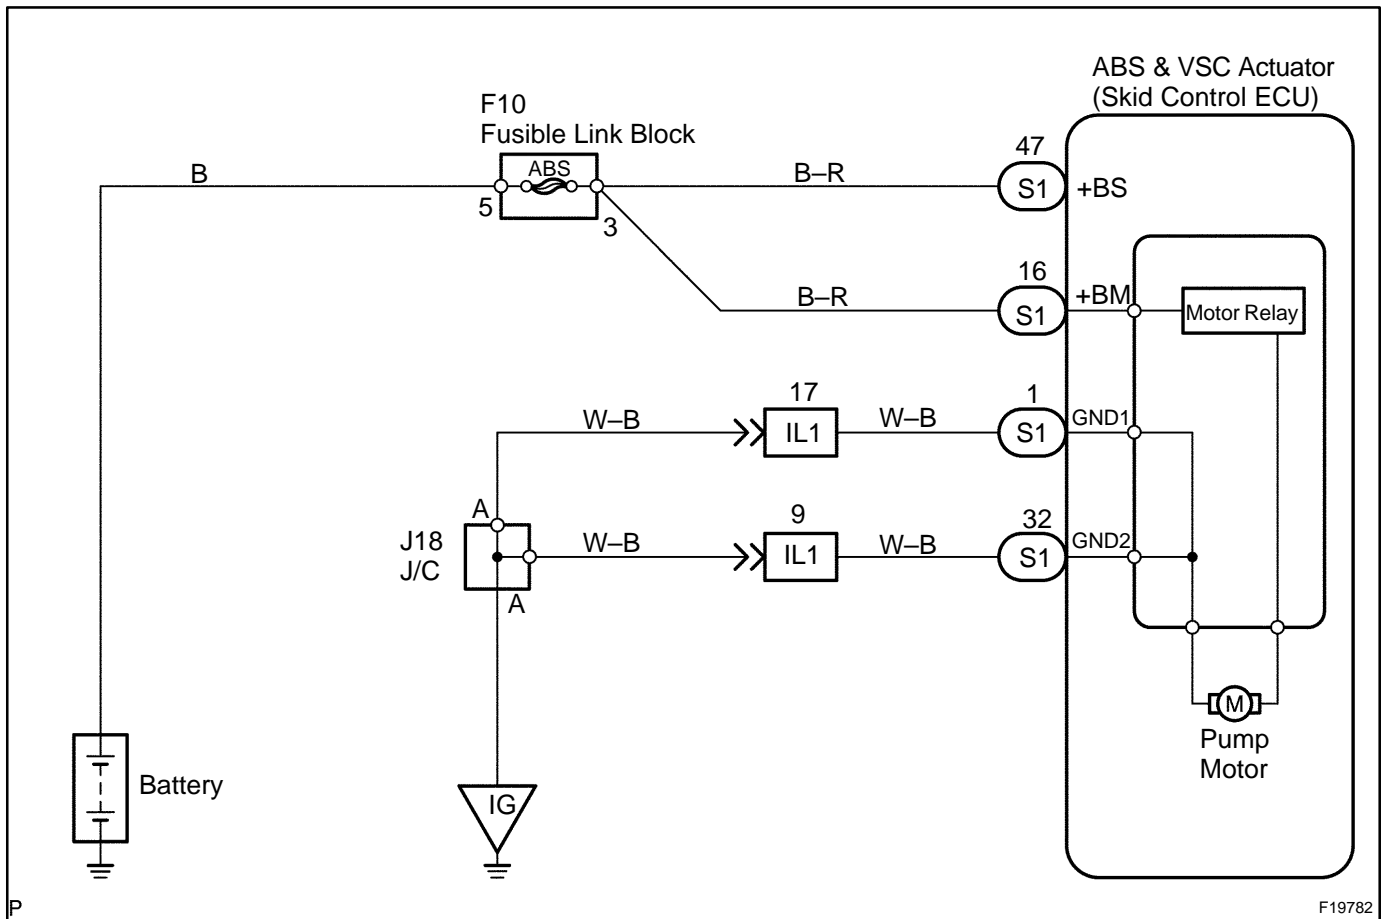 ABS & VSC Actuator
(Skid Control ECU)
F10
Fusible Link Block
ABS
B
5
3
B–R
47
S1
+BS
B–R
16
S1
+BM
Motor Relay
W–B
17
IL1
W–B
1
S1
GND1
A
J18
J/C
A
W–B
9
IL1
W–B
32
S1
GND2
M
Pump
Motor
Battery
IG
P
F19782